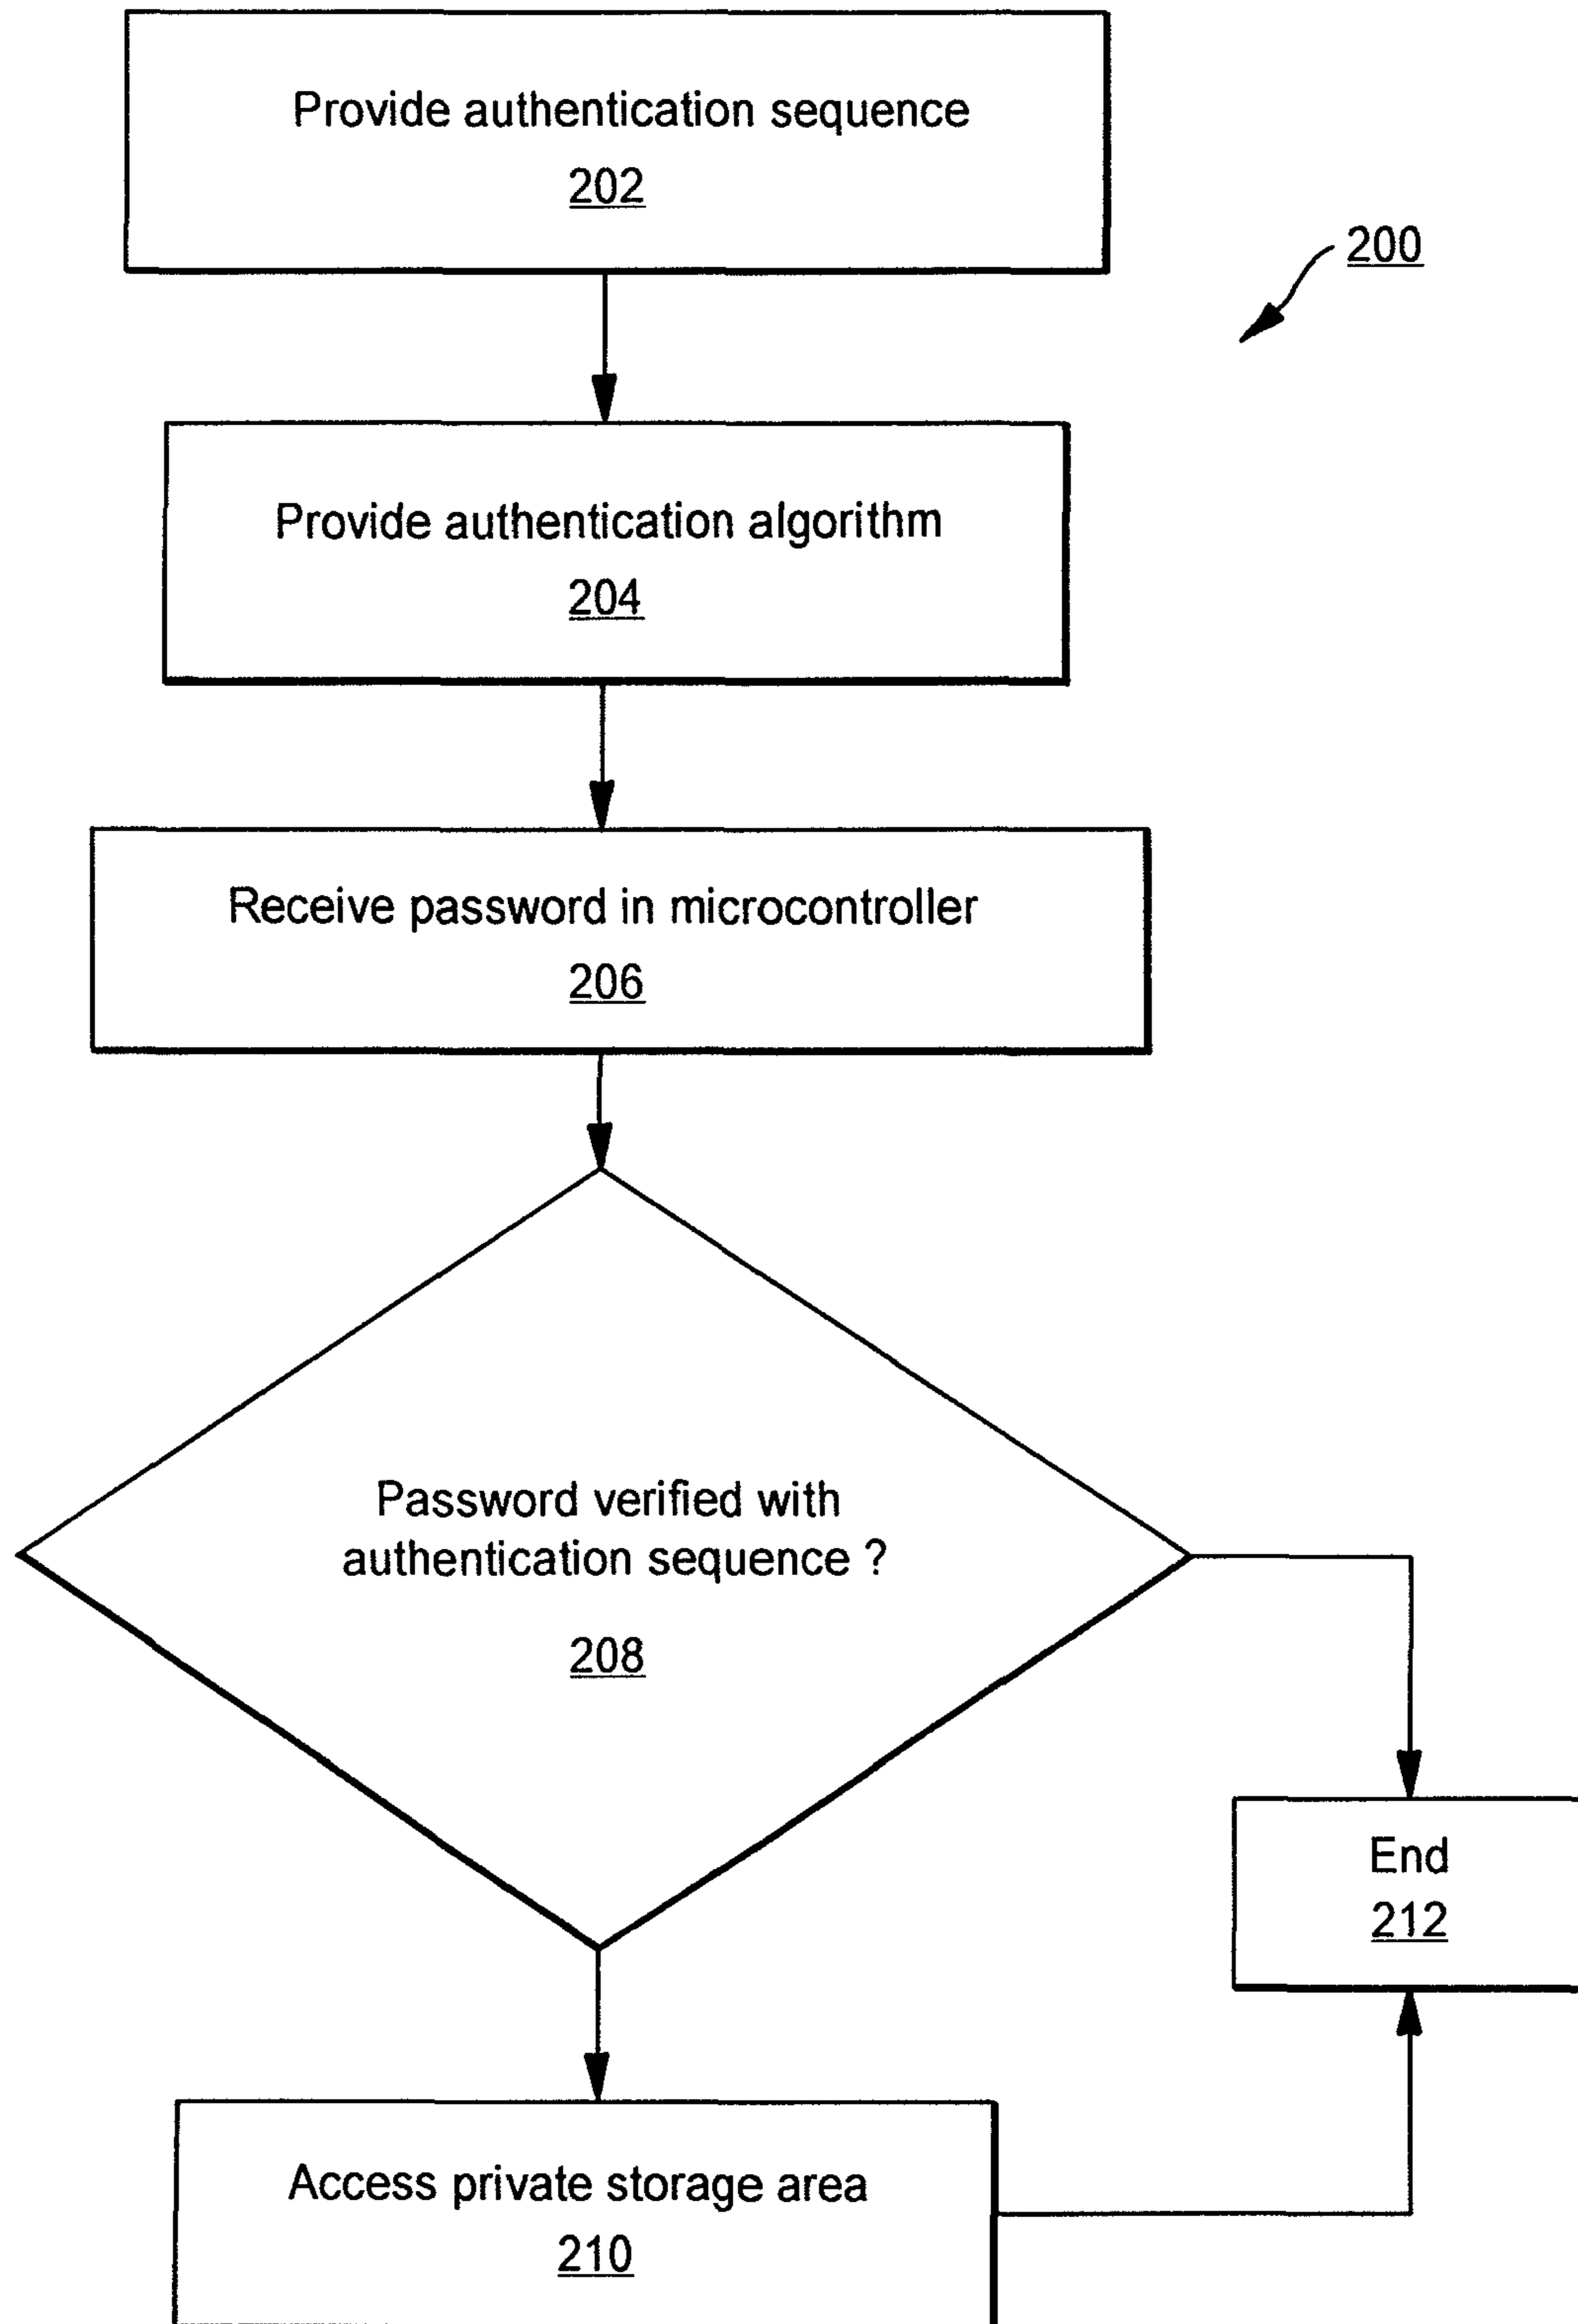 Provide authentication sequence
202
200
Provide authentication algorithm
204
Receive password in microcontroller
206
Password verified with
authentication sequence ?
208
End
212
Access private storage area
210